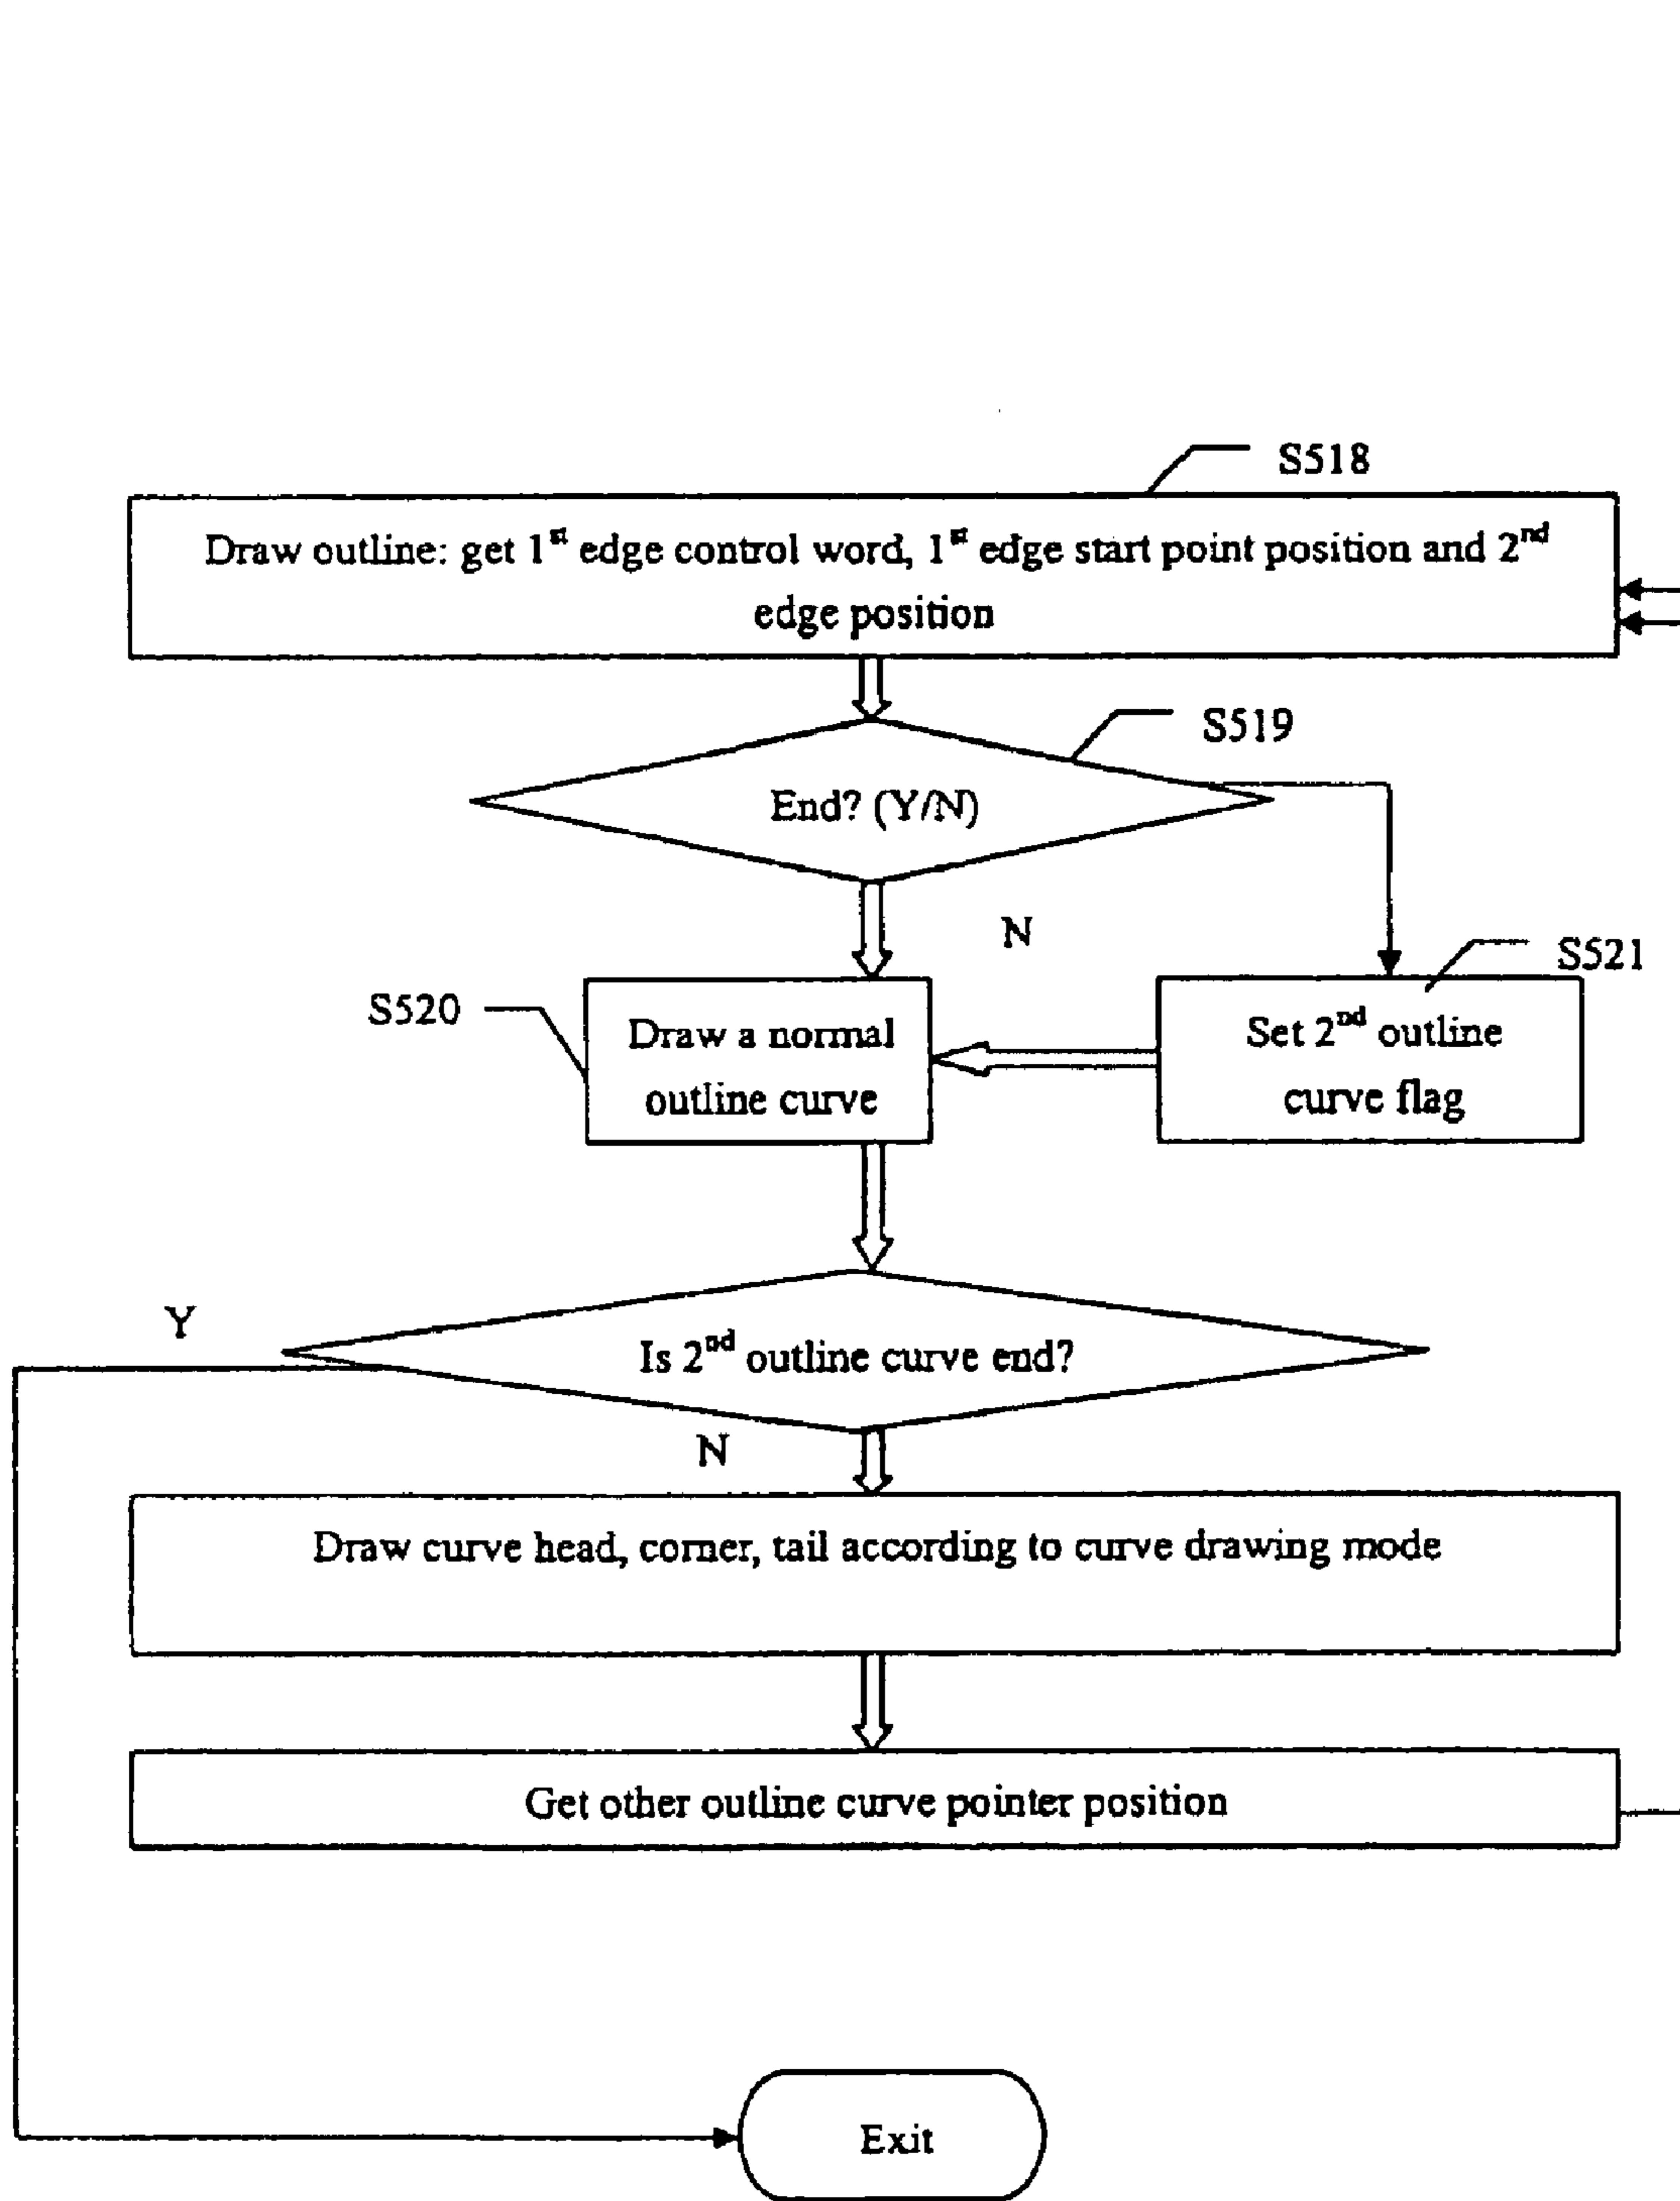 S518
Draw outline: get 1st edge control word, 1st edge start point position and 2nd
edge position
S519
End? (Y/N)
N
S521
S520
Draw a normal
outline curve
Set 2nd outline
curve flag
Y
Is 2nd outline curve end?
N
Draw curve head, corner, tail according to curve drawing mode
Get other outline curve pointer position
Exit